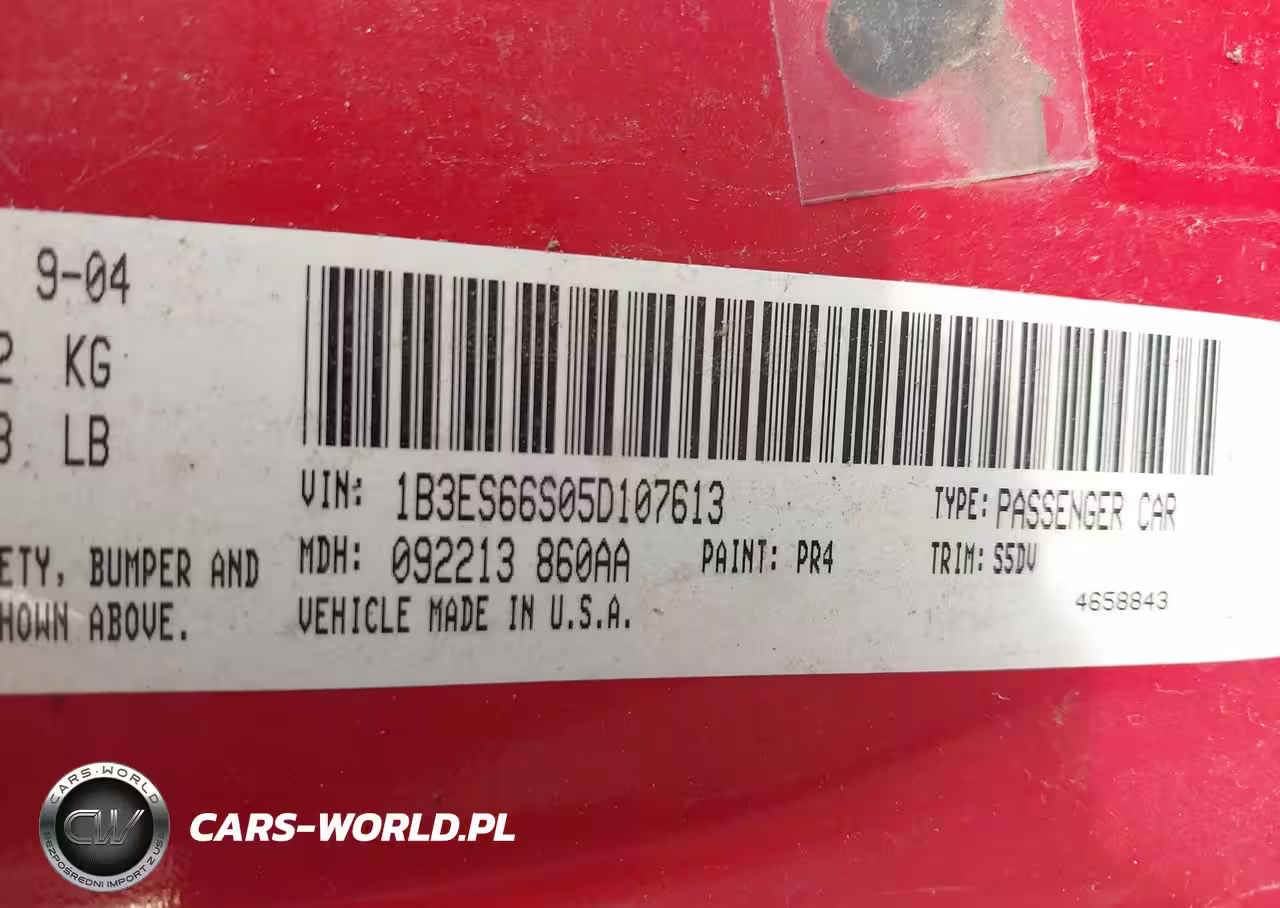 9-04
2 KG
LB
VIN: 1B3ES66S05D107613
TYPE: PASSENGER CAR
ETY, BUMPER AND
MDH: 092213 860AA
PAINT: PR4
TRIM: S5DV
HOWN ABOVE.
VEHICLE MADE IN U.S.A.
4658843
CARS-WORLD
CW
BEZPOŚREDNI IMPORT Z USA
CARS-WORLD.PL